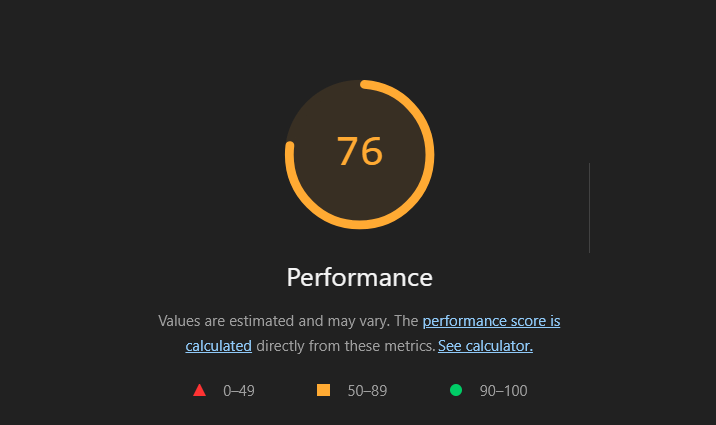 76
Performance
Values are estimated and may vary. The performance score is
calculated directly from these metrics. See calculator.
0–49
50–89
90–100